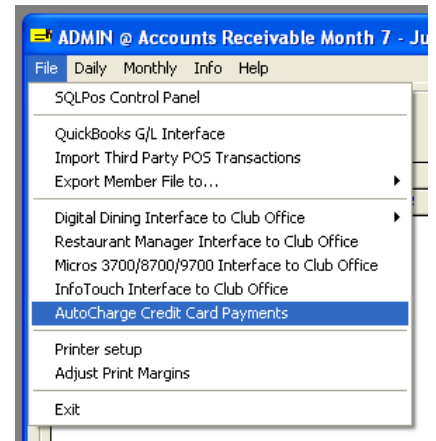 ADMIN @ Accounts Receivable Month 7 - Ju
File Daily Monthly Info Help
SQLPos Control Panel
QuickBooks G/L Interface
Import Third Party POS Transactions
Export Member File to...
Digital Dining Interface to Club Office
Restaurant Manager Interface to Club Office
Micros 3700/8700/9700 Interface to Club Office
InfoTouch Interface to Club Office
AutoCharge Credit Card Payments
Printer setup
Adjust Print Margins
Exit